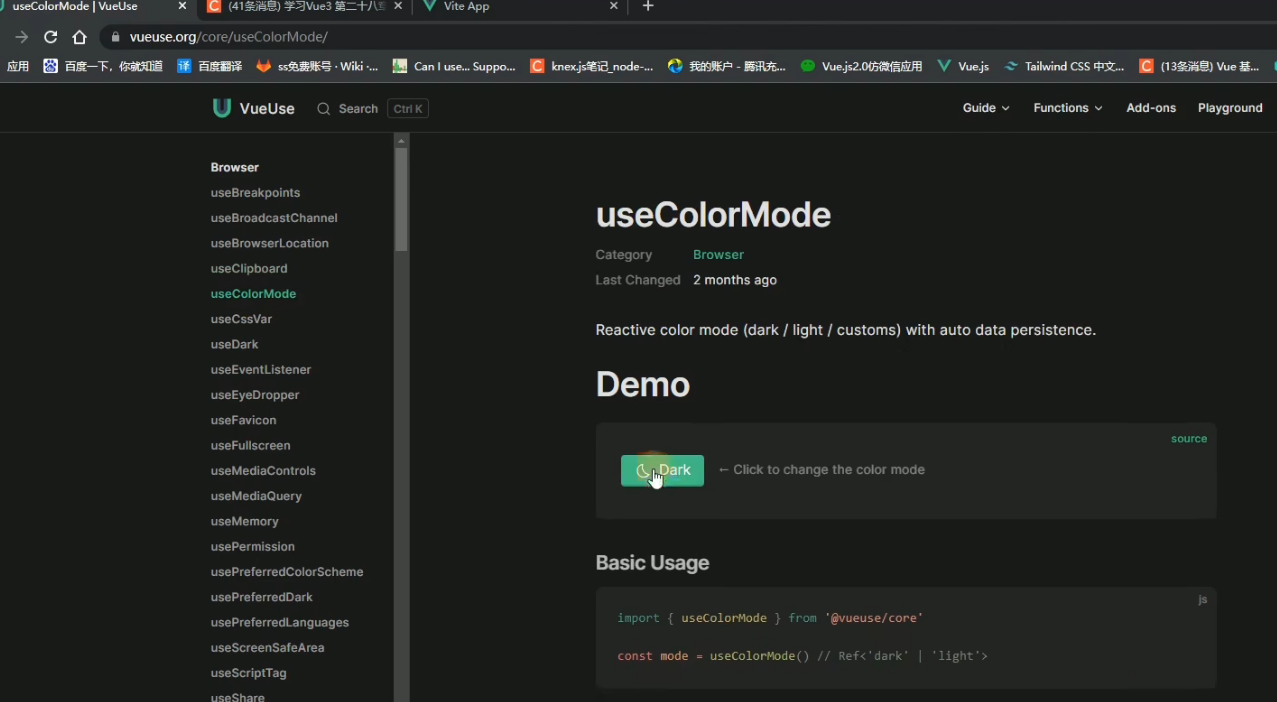 useColorMode | VueUse
(41条消息) 学习Vue3 第二十八章
Vite App
vueuse.org/core/useColorMode/
应用 百度一下，你就知道 百度翻译 ss免费账号 · Wiki ·... Can I use... Suppo... knex.js笔记_node-... 我的账户 - 腾讯充... Vue.js2.0仿微信应用 Vue.js Tailwind CSS 中文... (13条消息) Vue 基...
VueUse Search Ctrl K Guide Functions Add-ons Playground
Browser
useBreakpoints
useBroadcastChannel
useBrowserLocation
useClipboard
useColorMode
useCssVar
useDark
useEventListener
useEyeDropper
useFavicon
useFullscreen
useMediaControls
useMediaQuery
useMemory
usePermission
usePreferredColorScheme
usePreferredDark
usePreferredLanguages
useScreenSafeArea
useScriptTag
useShare
useColorMode
Category Browser
Last Changed 2 months ago
Reactive color mode (dark / light / customs) with auto data persistence.
Demo
source
Dark ← Click to change the color mode
Basic Usage
js
import { useColorMode } from '@vueuse/core'
const mode = useColorMode() // Ref<'dark' | 'light'>